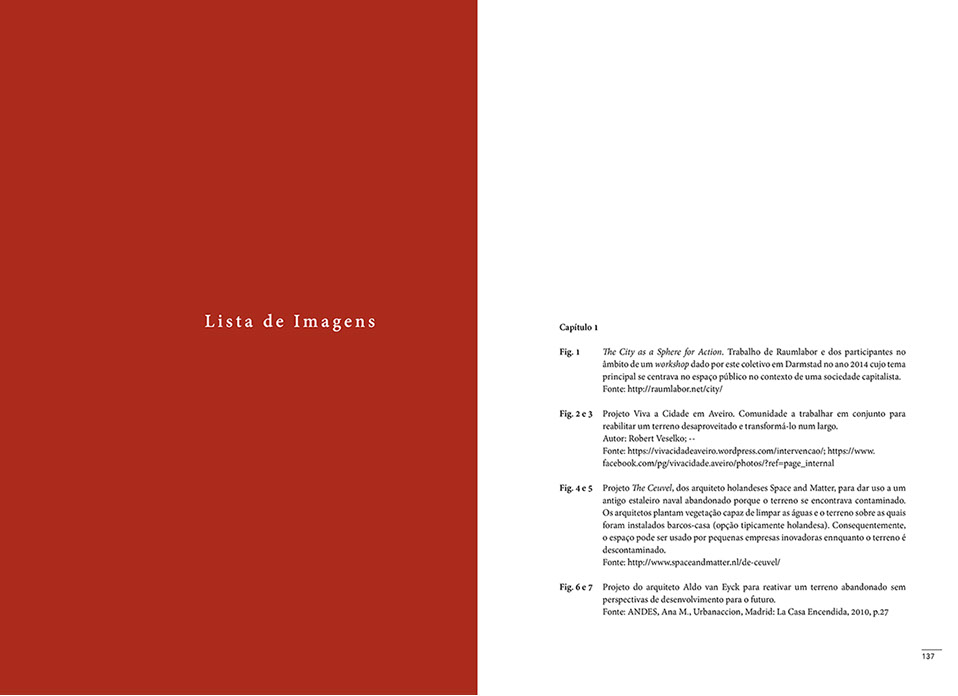 Lista de Imagens
Capítulo 1
Fig. 1 The City as a Sphere for Action. Trabalho de Raumlabor e dos participantes no
âmbito de um workshop dado por este coletivo em Darmstad no ano 2014 cujo tema
principal se centrava no espaço público no contexto de uma sociedade capitalista.
Fonte: http://raumlabor.net/city/
Fig. 2 e 3 Projeto Viva a Cidade em Aveiro. Comunidade a trabalhar em conjunto para
reabilitar um terreno desaproveitado e transformá-lo num largo.
Autor; Robert Veselko; --
Fonte: https://vivacidadeaveiro.wordpress.com/intervencao/; https://www.
facebook.com/pg/vivacidade.aveiro/photos/?ref=page_internal
Fig. 4 e 5 Projeto The Ceuvel, dos arquiteto holandeses Space and Matter, para dar uso a um
antigo estaleiro naval abandonado porque o terreno se encontrava contaminado.
Os arquitetos plantam vegetação capaz de limpar as águas e o terreno sobre as quais
foram instalados barcos-casa (opção tipicamente holandesa). Consequentemente,
o espaço pode ser usado por pequenas empresas inovadoras ennquanto o terreno é
descontaminado.
Fonte: http://www.spaceandmatter.nl/de-ceuvel/
Fig. 6 e 7 Projeto do arquiteto Aldo van Eyck para reativar um terreno abandonado sem
perspectivas de desenvolvimento para o futuro.
Fonte: ANDES, Ana M., Urbanaccion, Madrid: La Casa Encendida, 2010, p.27
137